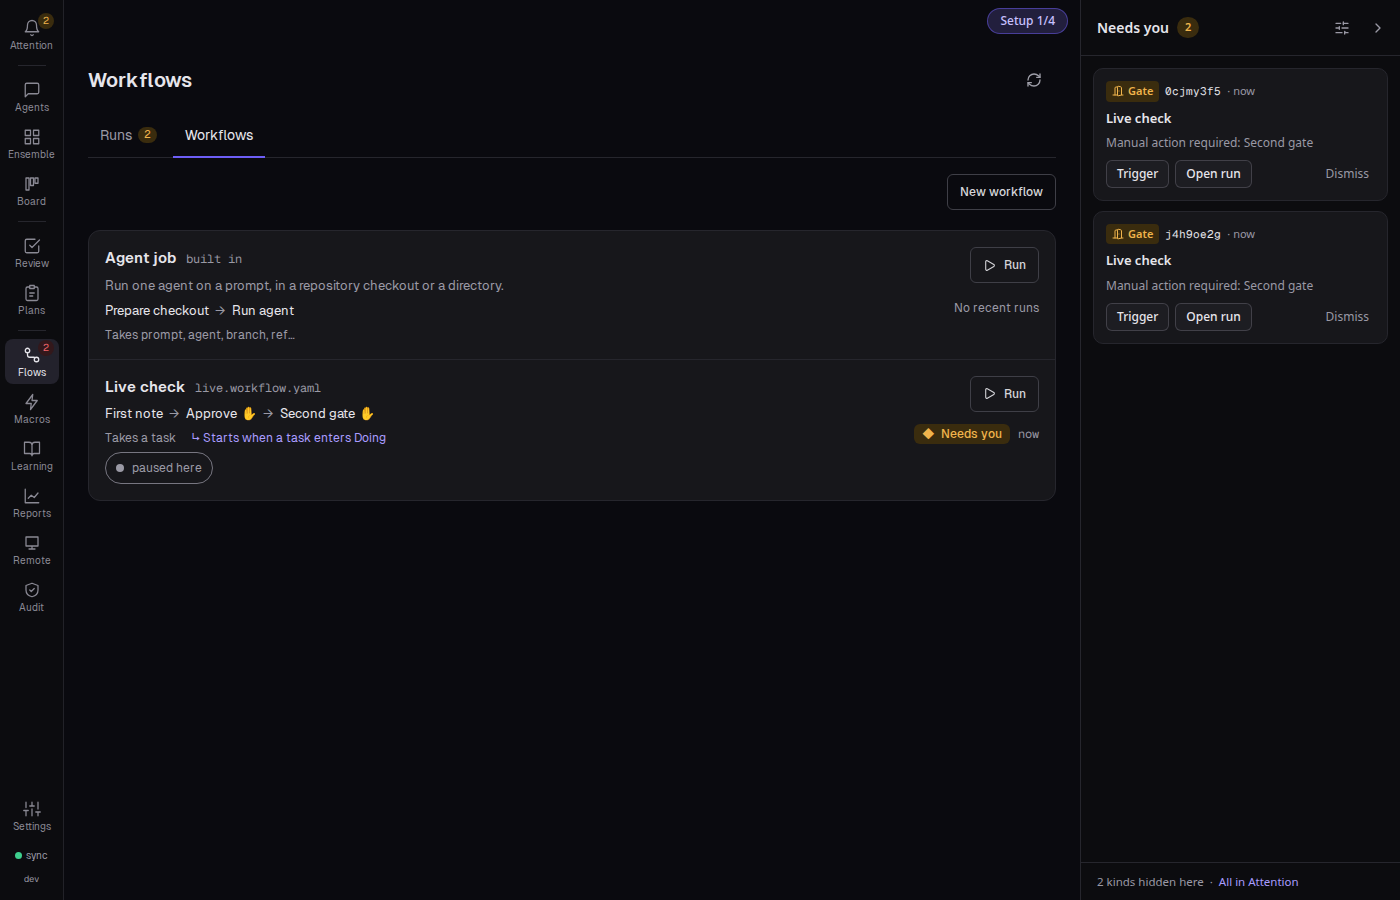 2
Attention
Agents
Ensemble
Board
Review
Plans
2
Flows
Macros
Learning
Reports
Remote
Audit
Settings
sync
dev
Setup 1/4
Workflows
Runs 2
Workflows
New workflow
Agent job built in
Run
Run one agent on a prompt, in a repository checkout or a directory.
Prepare checkout → Run agent
No recent runs
Takes prompt, agent, branch, ref…
Live check live.workflow.yaml
Run
First note → Approve ✋ → Second gate ✋
Takes a task ↳ Starts when a task enters Doing
Needs you now
paused here
Needs you 2
Gate 0cjmy3f5 · now
Live check
Manual action required: Second gate
Trigger Open run Dismiss
Gate j4h9oe2g · now
Live check
Manual action required: Second gate
Trigger Open run Dismiss
2 kinds hidden here · All in Attention